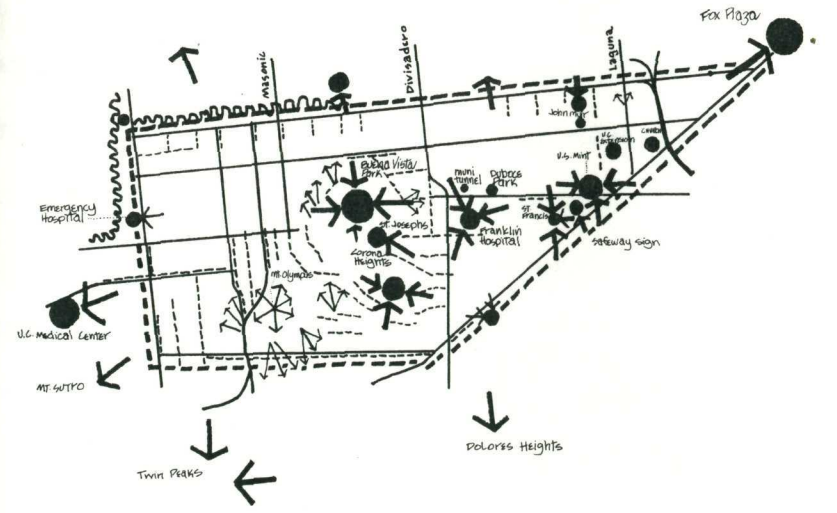 Fox Plaza
Masonic
Divisadero
Laguna
John Muir
U.C.
Extension
U.S. Mint
Buena Vista
Park
Muni
tunnel
Duboce
Park
Emergency
Hospital
St. Josephs
St.
Francis
Franklin
Hospital
Safeway Sign
Corona
Heights
Mt. Olympus
U.C. Medical Center
Mt. Sutro
Dolores Heights
Twin Peaks